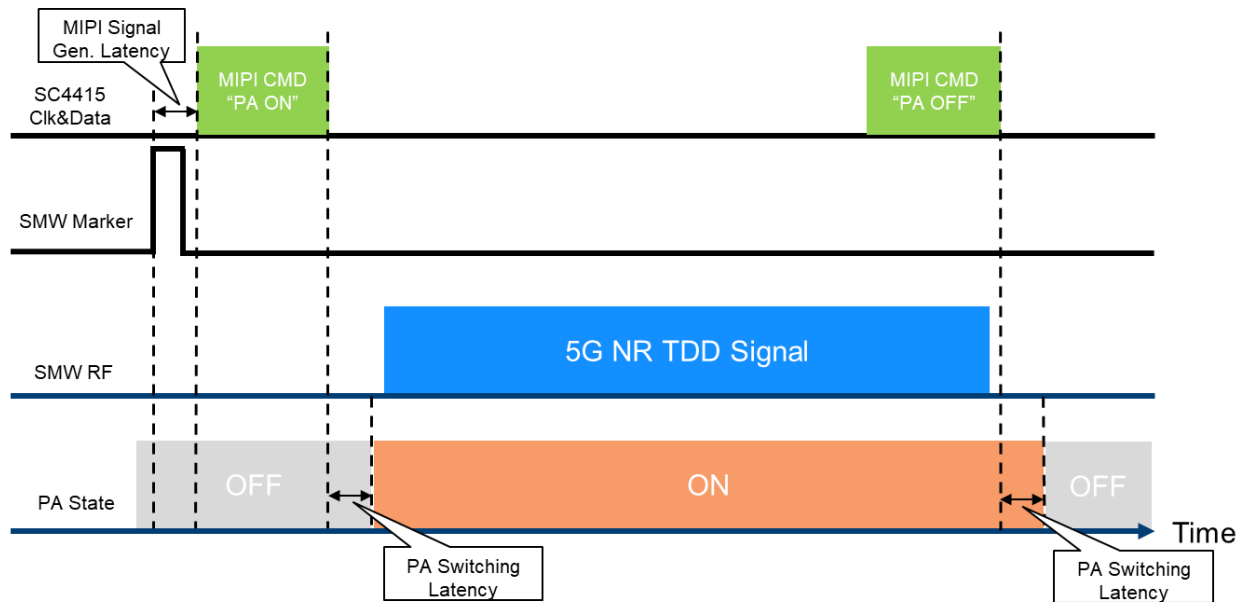 MIPI Signal
Gen. Latency
SC4415
Clk&Data
MIPI CMD
“PA ON”
MIPI CMD
“PA OFF”
SMW Marker
SMW RF
5G NR TDD Signal
PA State
OFF
ON
OFF
Time
PA Switching
Latency
PA Switching
Latency